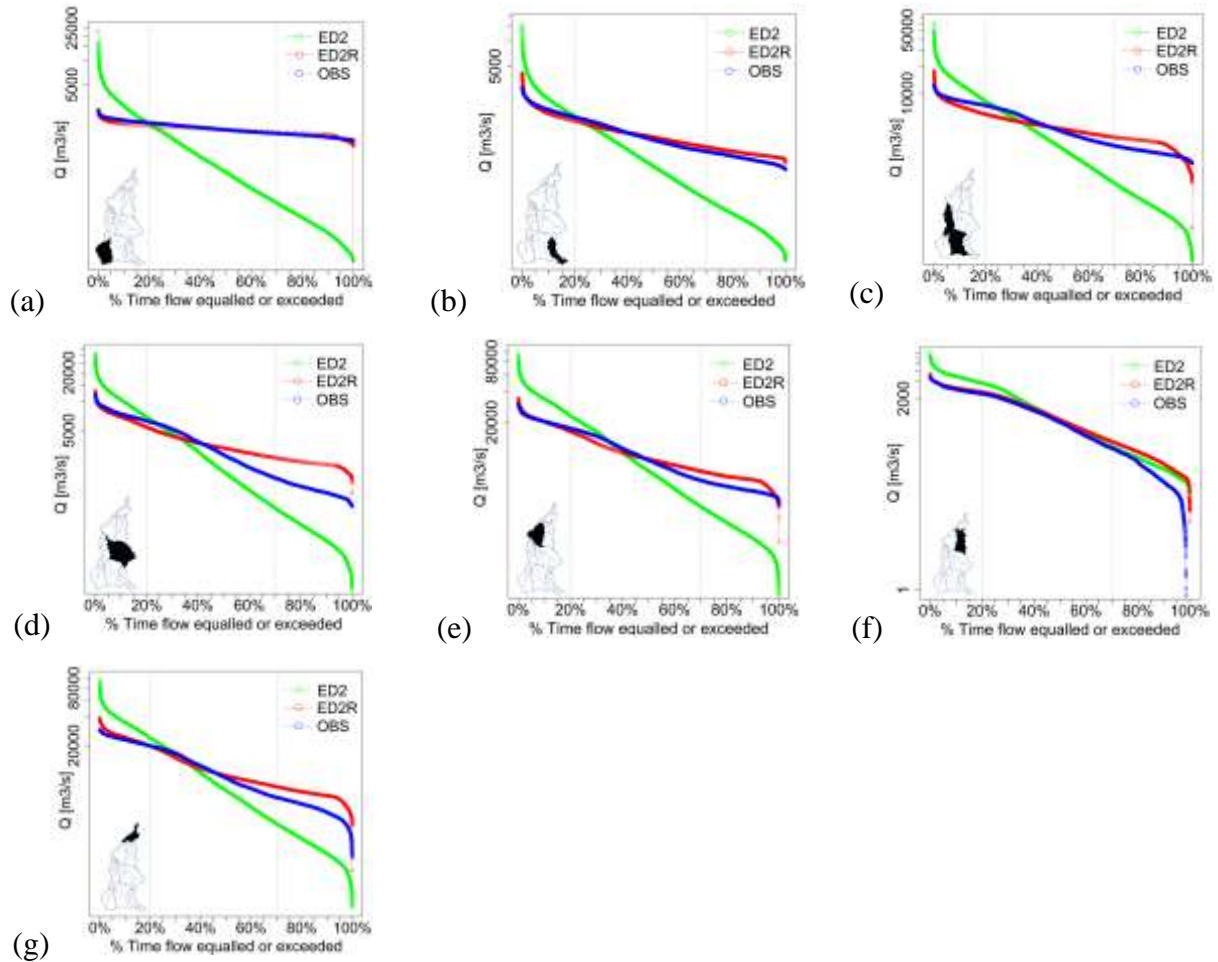 25000
5000
Q [m3/s]
ED2
ED2R
OBS
0% 20% 40% 60% 80% 100%
% Time flow equalled or exceeded
(a)
5000
Q [m3/s]
ED2
ED2R
OBS
0% 20% 40% 60% 80% 100%
% Time flow equalled or exceeded
(b)
50000
10000
Q [m3/s]
ED2
ED2R
OBS
0% 20% 40% 60% 80% 100%
% Time flow equalled or exceeded
(c)
20000
5000
Q [m3/s]
ED2
ED2R
OBS
0% 20% 40% 60% 80% 100%
% Time flow equalled or exceeded
(d)
80000
20000
Q [m3/s]
ED2
ED2R
OBS
0% 20% 40% 60% 80% 100%
% Time flow equalled or exceeded
(e)
2000
1
Q [m3/s]
ED2
ED2R
OBS
0% 20% 40% 60% 80% 100%
% Time flow equalled or exceeded
(f)
80000
20000
Q [m3/s]
ED2
ED2R
OBS
0% 20% 40% 60% 80% 100%
% Time flow equalled or exceeded
(g)